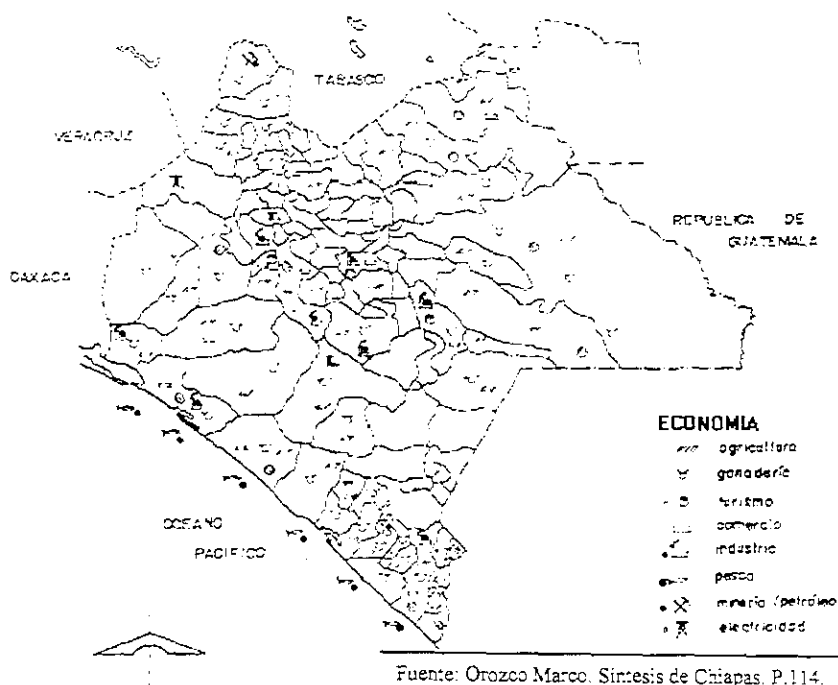 TABASCO
VERACRUZ
REPUBLICA DE
GUATEMALA
OAXACA
OCEANO
PACIFICO
ECONOMIA
agricultura
ganadería
turismo
comercio
industria
pesca
minería/petróleo
electricidad
Fuente: Orozco Marco. Síntesis de Chiapas. P.114.